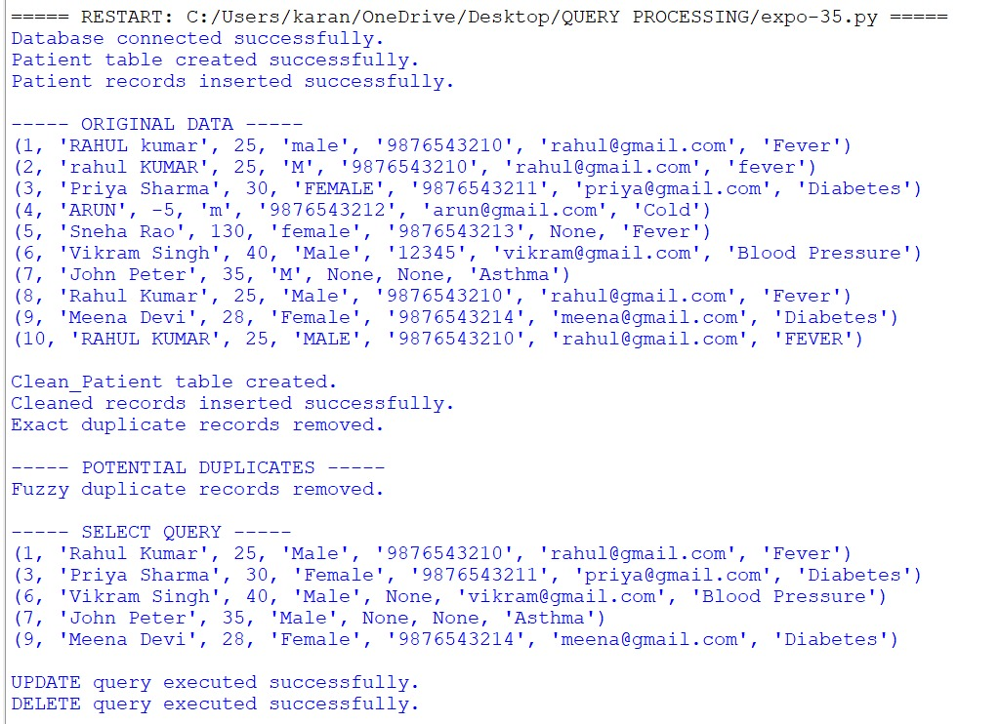 ===== RESTART: C:/Users/karan/OneDrive/Desktop/QUERY PROCESSING/expo-35.py =====
Database connected successfully.
Patient table created successfully.
Patient records inserted successfully.
----- ORIGINAL DATA -----
(1, 'RAHUL kumar', 25, 'male', '9876543210', 'rahul@gmail.com', 'Fever')
(2, 'rahul KUMAR', 25, 'M', '9876543210', 'rahul@gmail.com', 'fever')
(3, 'Priya Sharma', 30, 'FEMALE', '9876543211', 'priya@gmail.com', 'Diabetes')
(4, 'ARUN', -5, 'm', '9876543212', 'arun@gmail.com', 'Cold')
(5, 'Sneha Rao', 130, 'female', '9876543213', None, 'Fever')
(6, 'Vikram Singh', 40, 'Male', '12345', 'vikram@gmail.com', 'Blood Pressure')
(7, 'John Peter', 35, 'M', None, None, 'Asthma')
(8, 'Rahul Kumar', 25, 'Male', '9876543210', 'rahul@gmail.com', 'Fever')
(9, 'Meena Devi', 28, 'Female', '9876543214', 'meena@gmail.com', 'Diabetes')
(10, 'RAHUL KUMAR', 25, 'MALE', '9876543210', 'rahul@gmail.com', 'FEVER')
Clean_Patient table created.
Cleaned records inserted successfully.
Exact duplicate records removed.
----- POTENTIAL DUPLICATES -----
Fuzzy duplicate records removed.
----- SELECT QUERY -----
(1, 'Rahul Kumar', 25, 'Male', '9876543210', 'rahul@gmail.com', 'Fever')
(3, 'Priya Sharma', 30, 'Female', '9876543211', 'priya@gmail.com', 'Diabetes')
(6, 'Vikram Singh', 40, 'Male', None, 'vikram@gmail.com', 'Blood Pressure')
(7, 'John Peter', 35, 'Male', None, None, 'Asthma')
(9, 'Meena Devi', 28, 'Female', '9876543214', 'meena@gmail.com', 'Diabetes')
UPDATE query executed successfully.
DELETE query executed successfully.